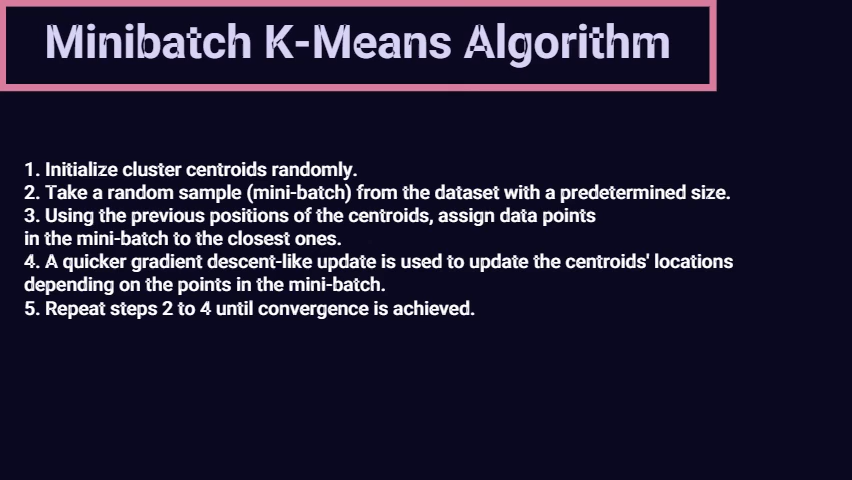 Minibatch K-Means Algorithm
1. Initialize cluster centroids randomly.
2. Take a random sample (mini-batch) from the dataset with a predetermined size.
3. Using the previous positions of the centroids, assign data points
in the mini-batch to the closest ones.
4. A quicker gradient descent-like update is used to update the centroids' locations
depending on the points in the mini-batch.
5. Repeat steps 2 to 4 until convergence is achieved.